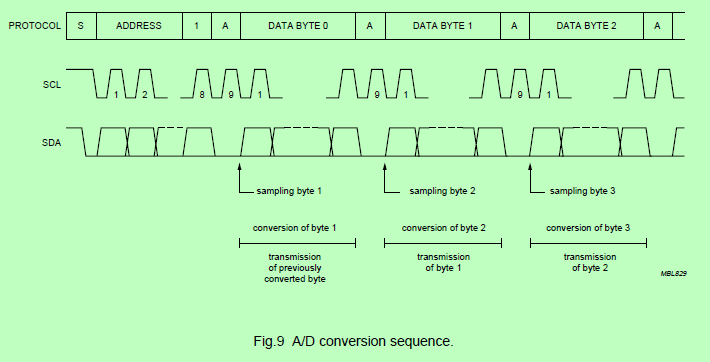 PROTOCOL S ADDRESS 1 A DATA BYTE 0 A DATA BYTE 1 A DATA BYTE 2 A
SCL 1 2 8 9 1 9 1 9 1
SDA
sampling byte 1 sampling byte 2 sampling byte 3
conversion of byte 1 conversion of byte 2 conversion of byte 3
transmission transmission transmission
of previously of byte 1 of byte 2
converted byte
MBL829
Fig.9 A/D conversion sequence.